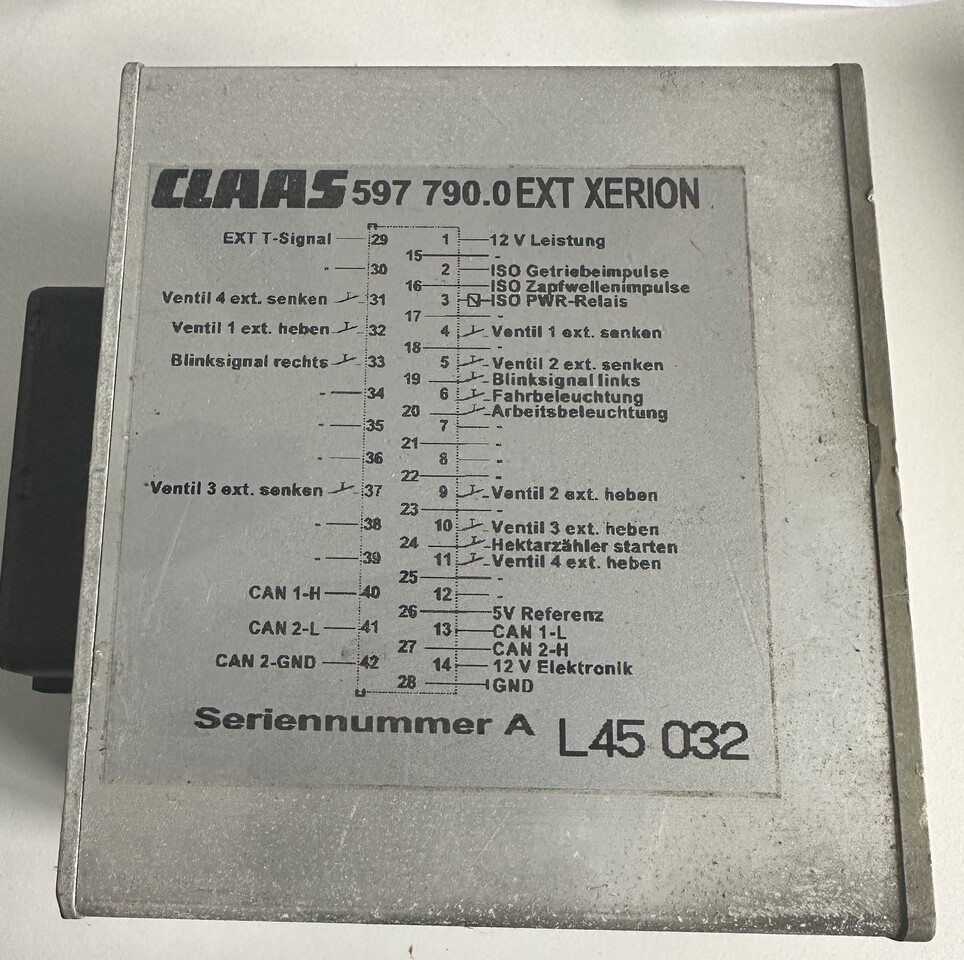 CLAAS 597 790.0 EXT XERION
EXT T-Signal 29 1 12 V Leistung
15 -
- 30 2 ISO Getriebeimpulse
16 ISO Zapfwellenimpulse
Ventil 4 ext. senken 31 3 ISO PWR-Relais
17 -
Ventil 1 ext. heben 32 4 Ventil 1 ext. senken
18 -
Blinksignal rechts 33 5 Ventil 2 ext. senken
19 Blinksignal links
- 34 6 Fahrbeleuchtung
20 Arbeitsbeleuchtung
- 35 7 -
21 -
- 36 8 -
22 -
Ventil 3 ext. senken 37 9 Ventil 2 ext. heben
23 -
- 38 10 Ventil 3 ext. heben
24 Hektarzähler starten
- 39 11 Ventil 4 ext. heben
25 -
CAN 1-H 40 12 -
26 5V Referenz
CAN 2-L 41 13 CAN 1-L
27 CAN 2-H
CAN 2-GND 42 14 12 V Elektronik
28 GND
Seriennummer A L45 032